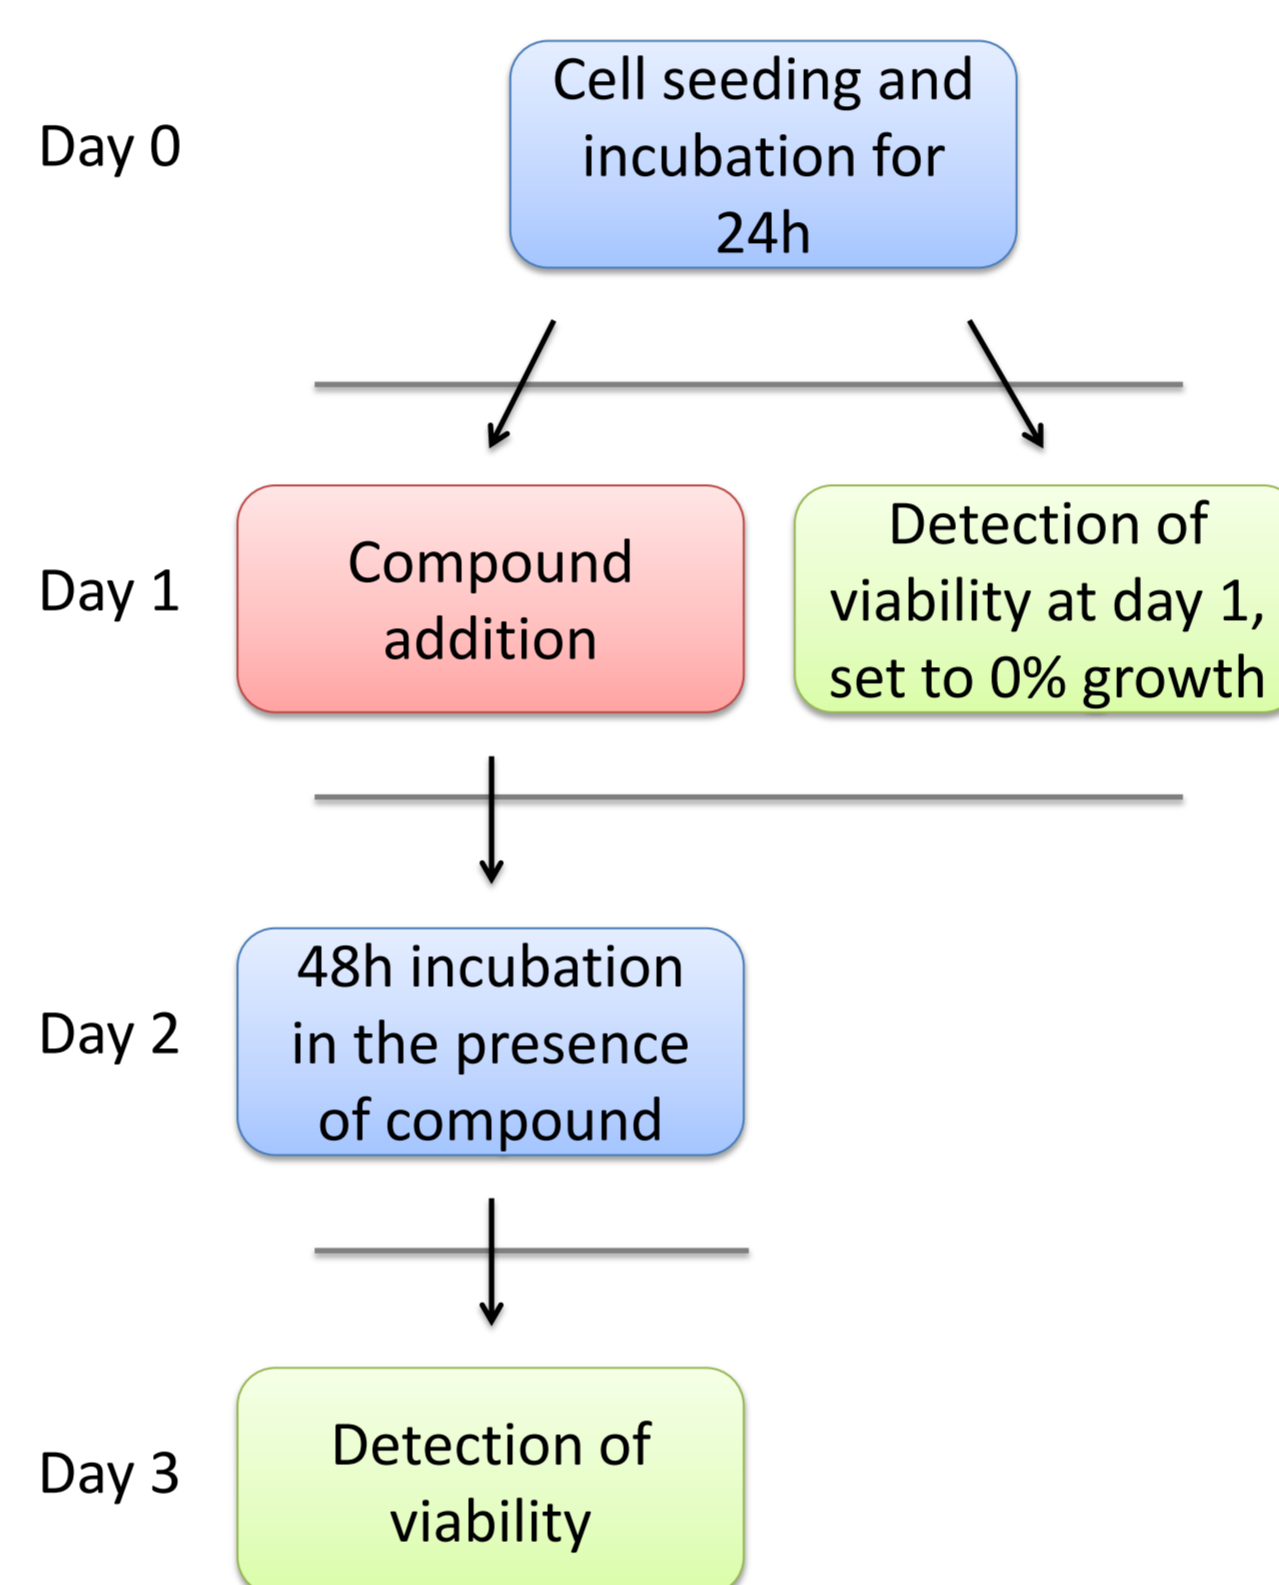 Day 0
Cell seeding and
incubation for
24h
Day 1
Compound
addition
Detection of
viability at day 1,
set to 0% growth
Day 2
48h incubation
in the presence
of compound
Day 3
Detection of
viability